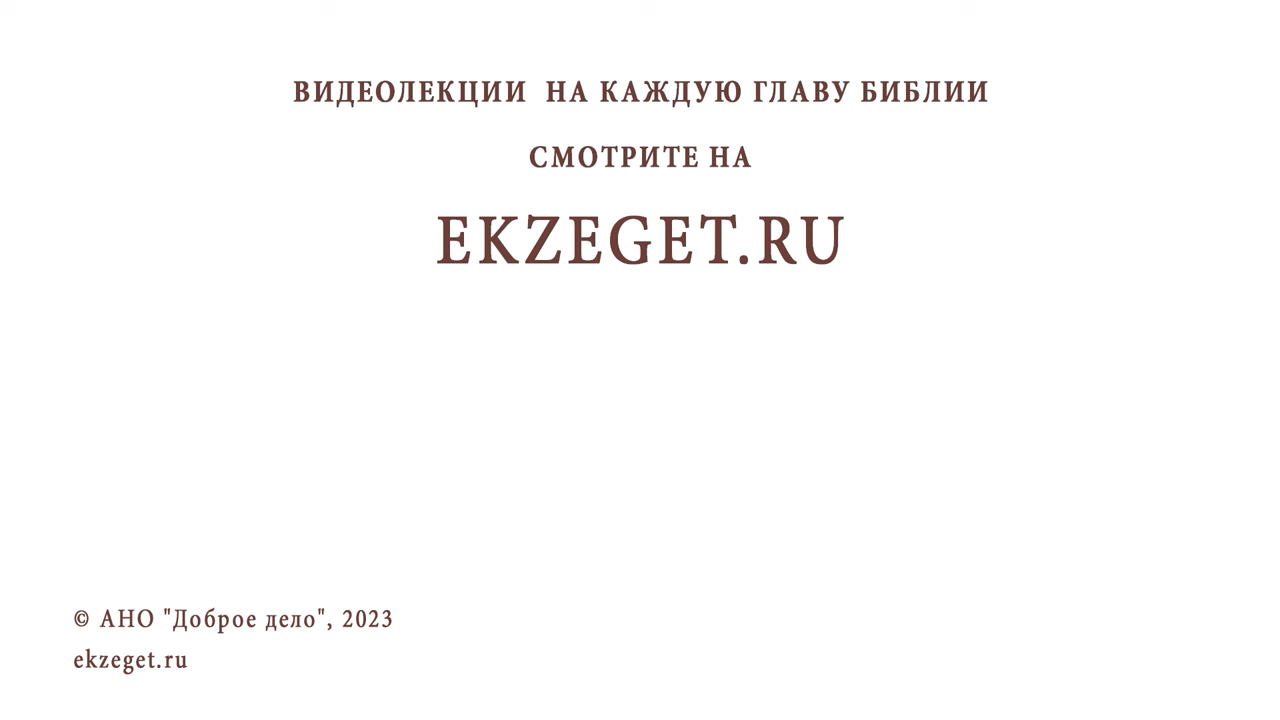 ВИДЕОЛЕКЦИИ НА КАЖДУЮ ГЛАВУ БИБЛИИ
СМОТРИТЕ НА
EKZEGET.RU
© АНО "Доброе дело", 2023
ekzeget.ru